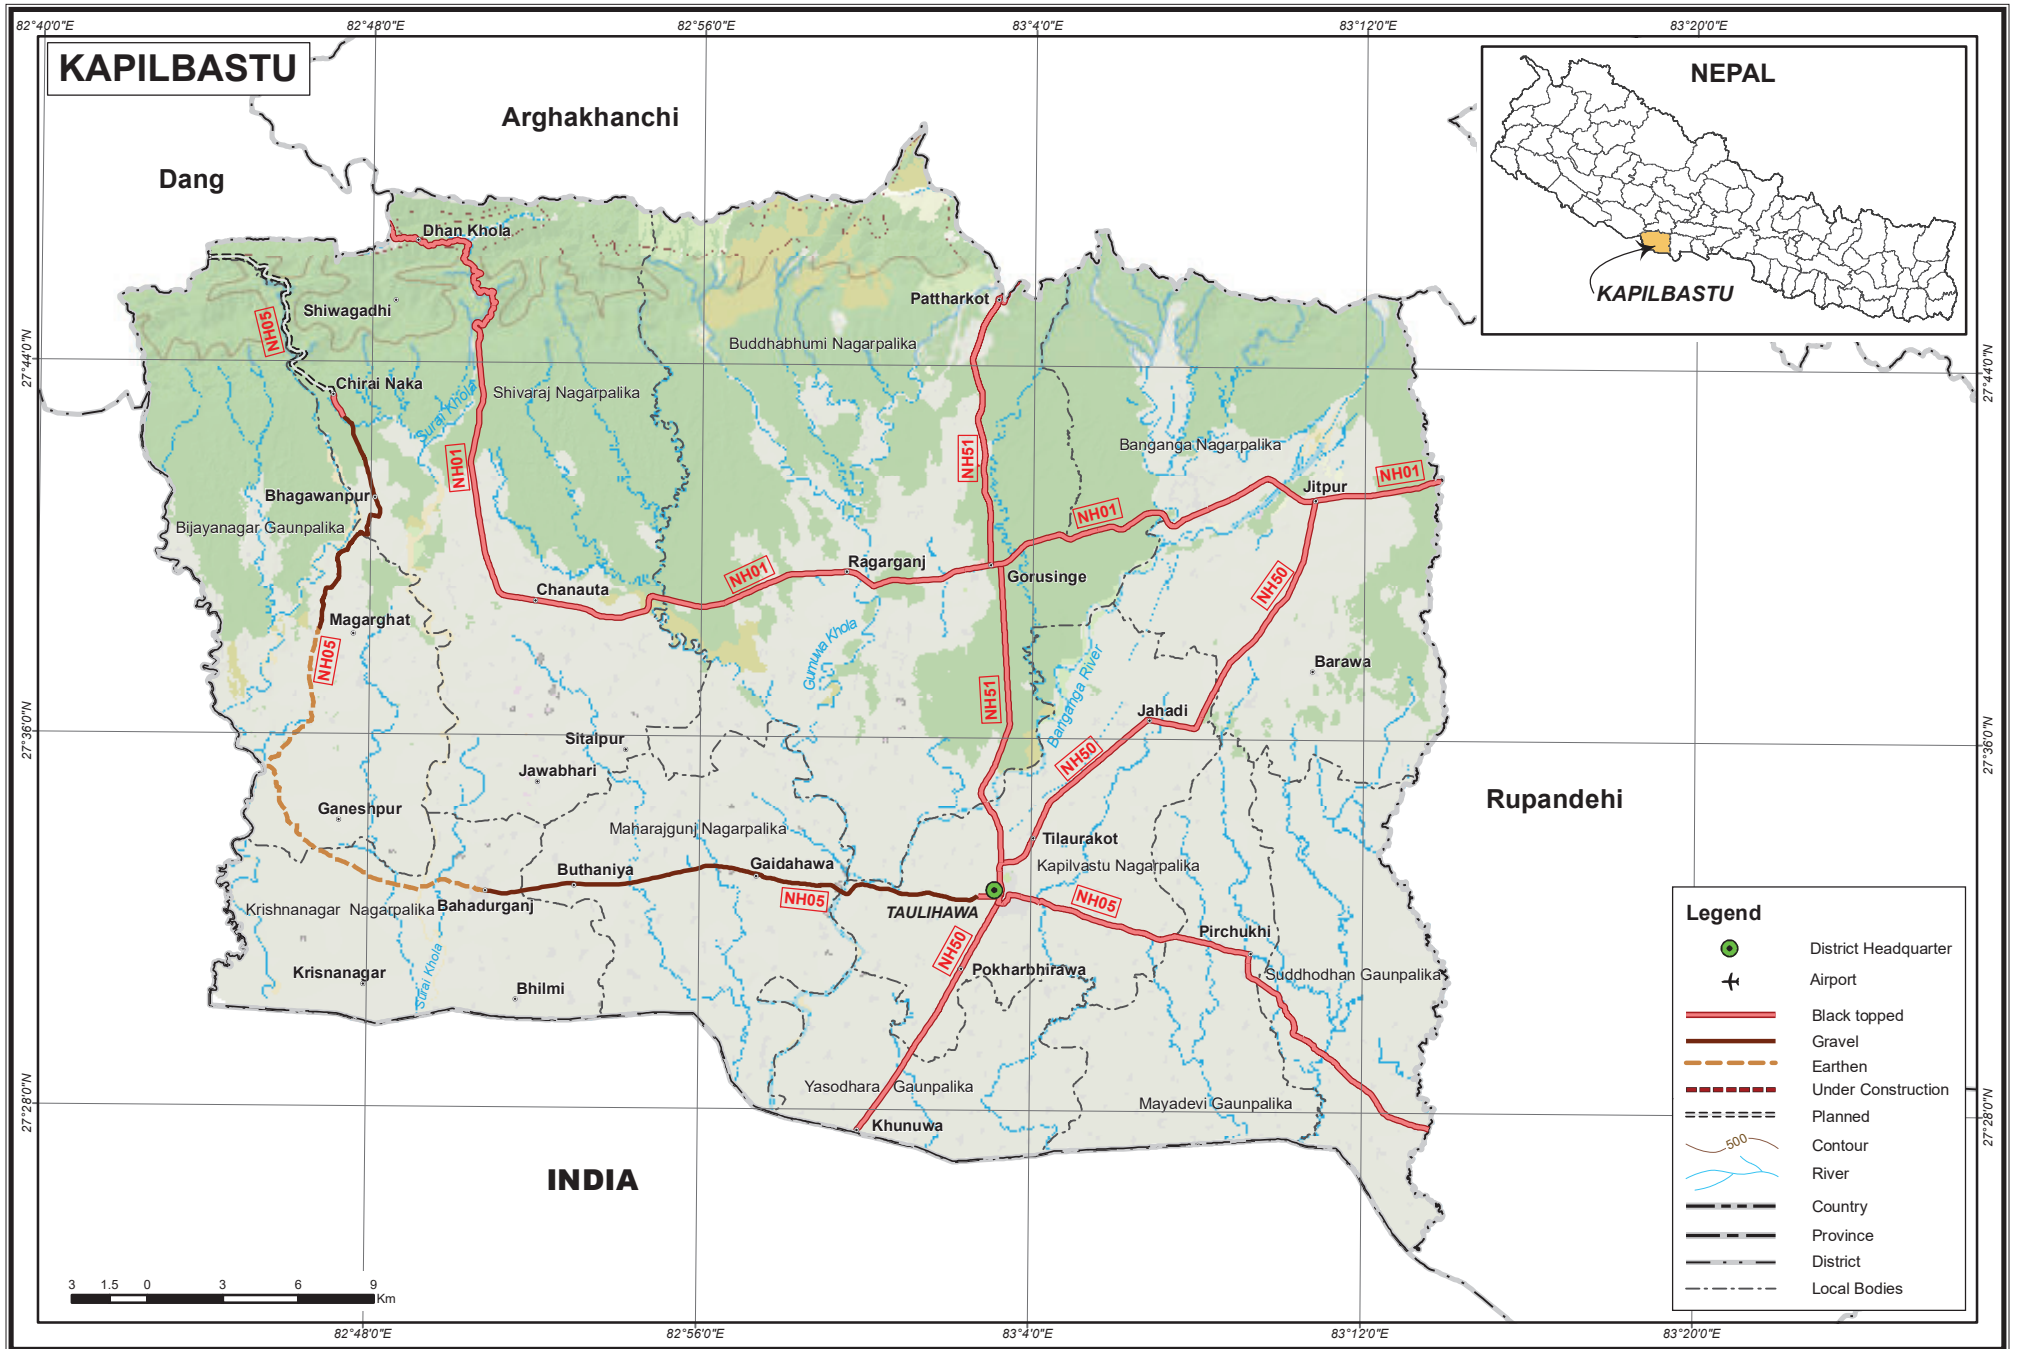 82°40'0"E
82°48'0"E
82°56'0"E
83°4'0"E
83°12'0"E
83°20'0"E
KAPILBASTU
NEPAL
KAPILBASTU
Arghakhanchi
Dang
Dhan Khola
Shiwagadhi
Pattharkot
NH05
Buddhabhumi Nagarpalika
27°44'0"N
27°44'0"N
Chirai Naka
Shivaraj Nagarpalika
Surai Khola
Banganga Nagarpalika
NH01
NH51
NH01
Jitpur
Bhagawanpur
NH01
Bijayanagar Gaunpalika
Ragarganj
NH01
Gorusinge
Chanauta
NH50
Magarghat
NH05
Gumuwa Khola
Barawa
NH51
Banganga River
Jahadi
27°36'0"N
27°36'0"N
Sitalpur
NH50
Jawabhari
Rupandehi
Ganeshpur
Maharajgunj Nagarpalika
Tilaurakot
Buthaniya
Gaidahawa
Kapilvastu Nagarpalika
NH05
NH05
Krishnanagar Nagarpalika
Bahadurganj
TAULIHAWA
Pirchukhi
NH50
Krisnanagar
Surai Khola
Pokharbhirawa
Suddhodhan Gaunpalika
Bhilmi
Yasodhara Gaunpalika
Mayadevi Gaunpalika
27°28'0"N
27°28'0"N
Khunuwa
INDIA
Legend
District Headquarter
Airport
Black topped
Gravel
Earthen
Under Construction
Planned
500
Contour
River
Country
Province
District
Local Bodies
3 1.5 0 3 6 9
Km
82°48'0"E
82°56'0"E
83°4'0"E
83°12'0"E
83°20'0"E